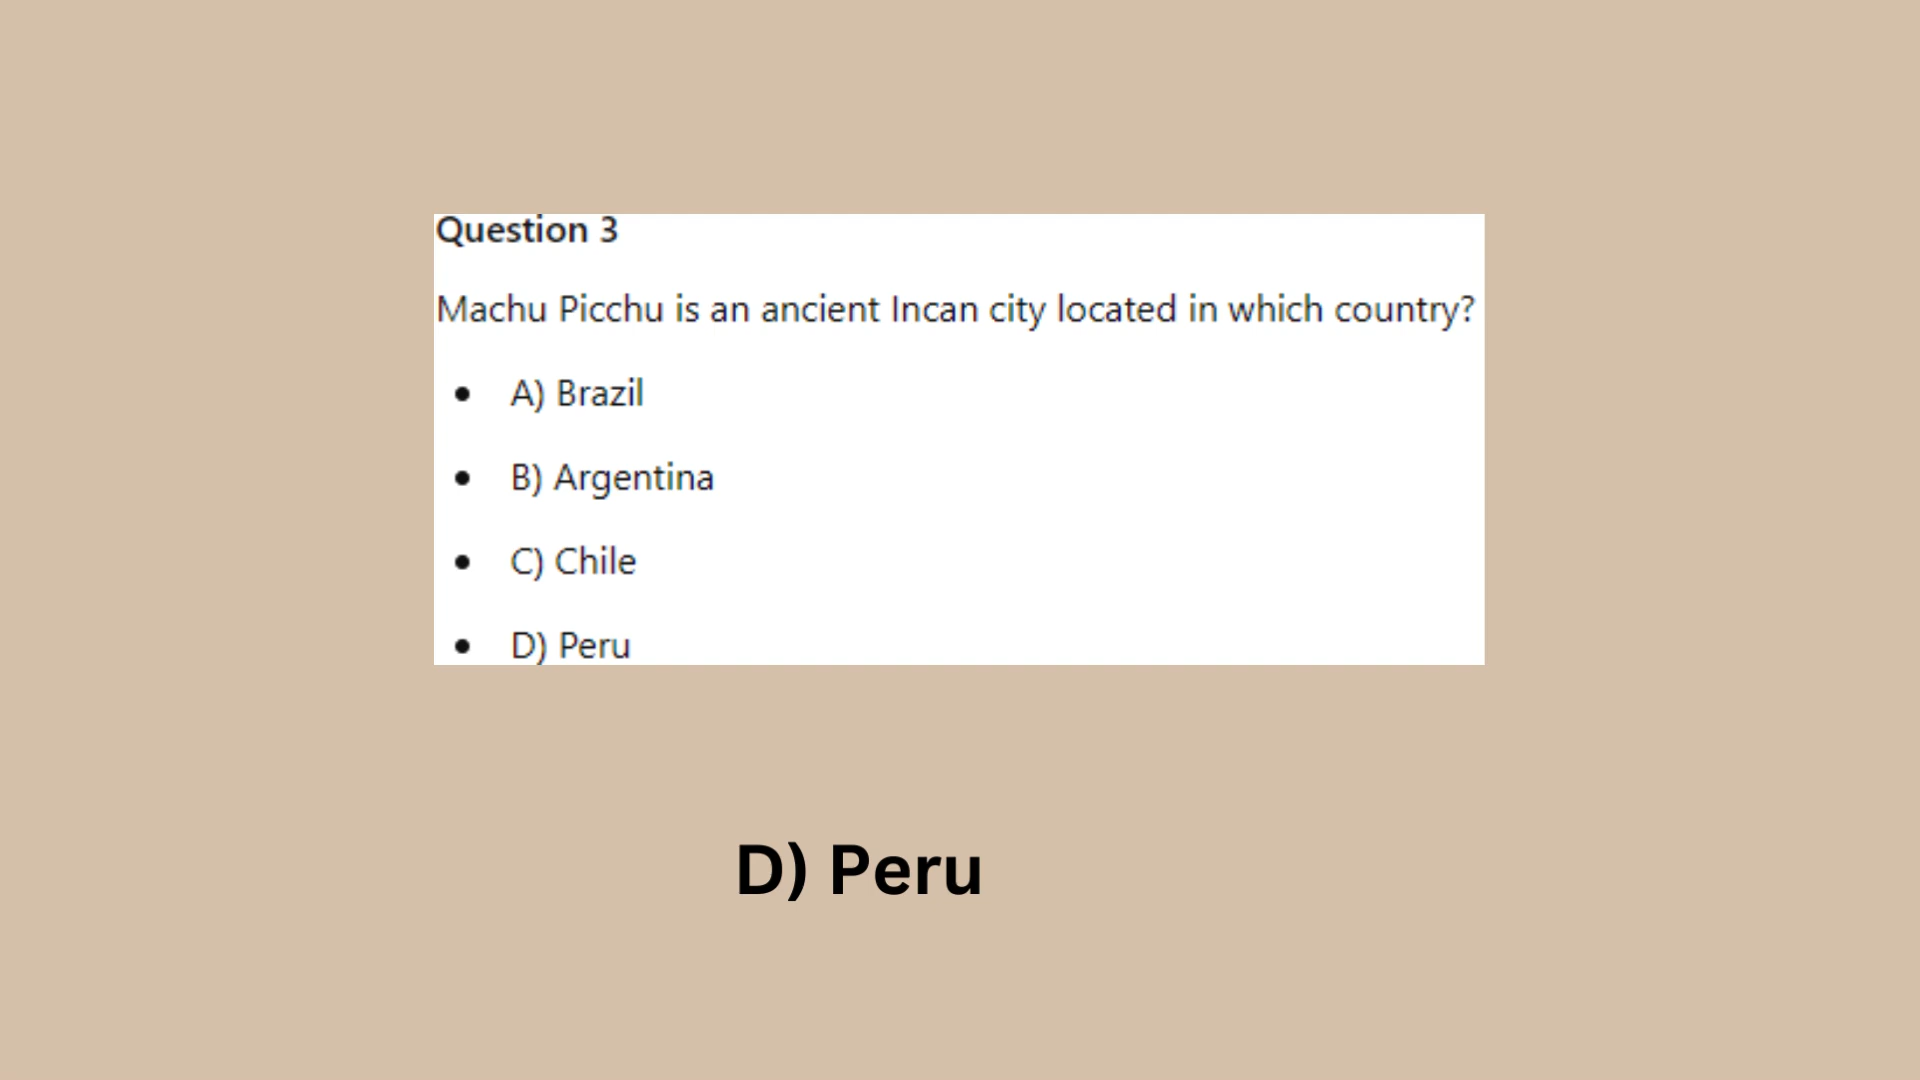 Question 3
Machu Picchu is an ancient Incan city located in which country?
• A) Brazil
• B) Argentina
• C) Chile
• D) Peru
D) Peru